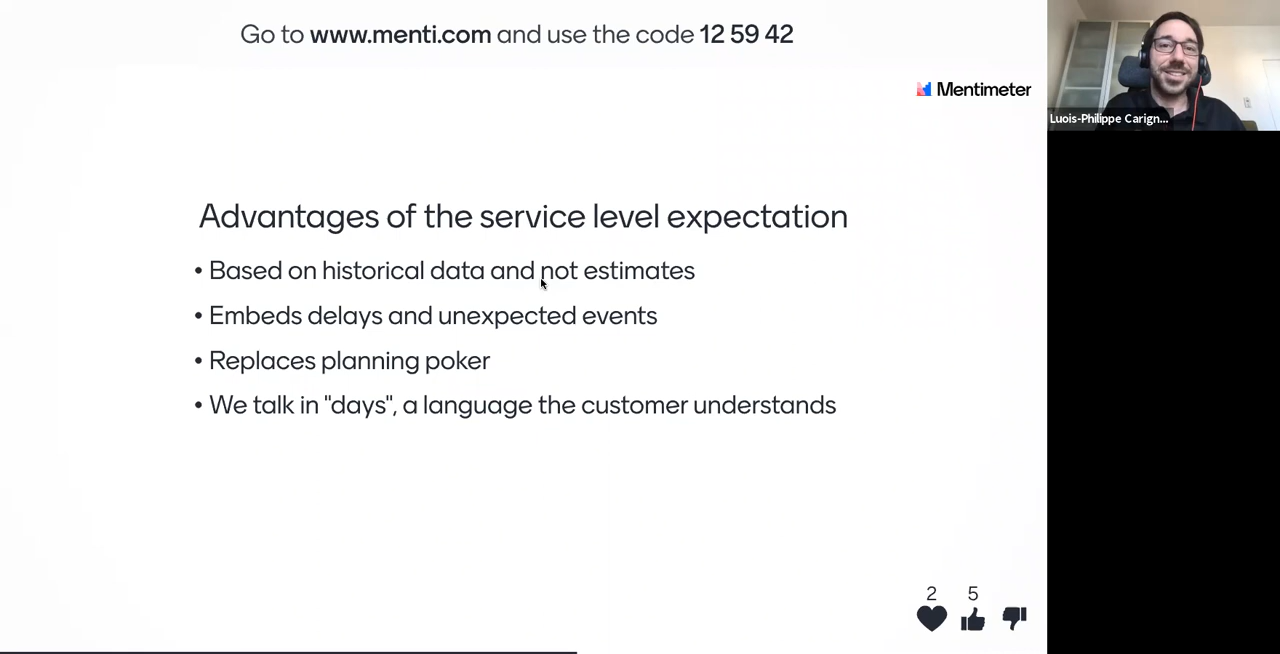 Go to www.menti.com and use the code 12 59 42
Mentimeter
Luois-Philippe Carign...
Advantages of the service level expectation
• Based on historical data and not estimates
• Embeds delays and unexpected events
• Replaces planning poker
• We talk in "days", a language the customer understands
2 5